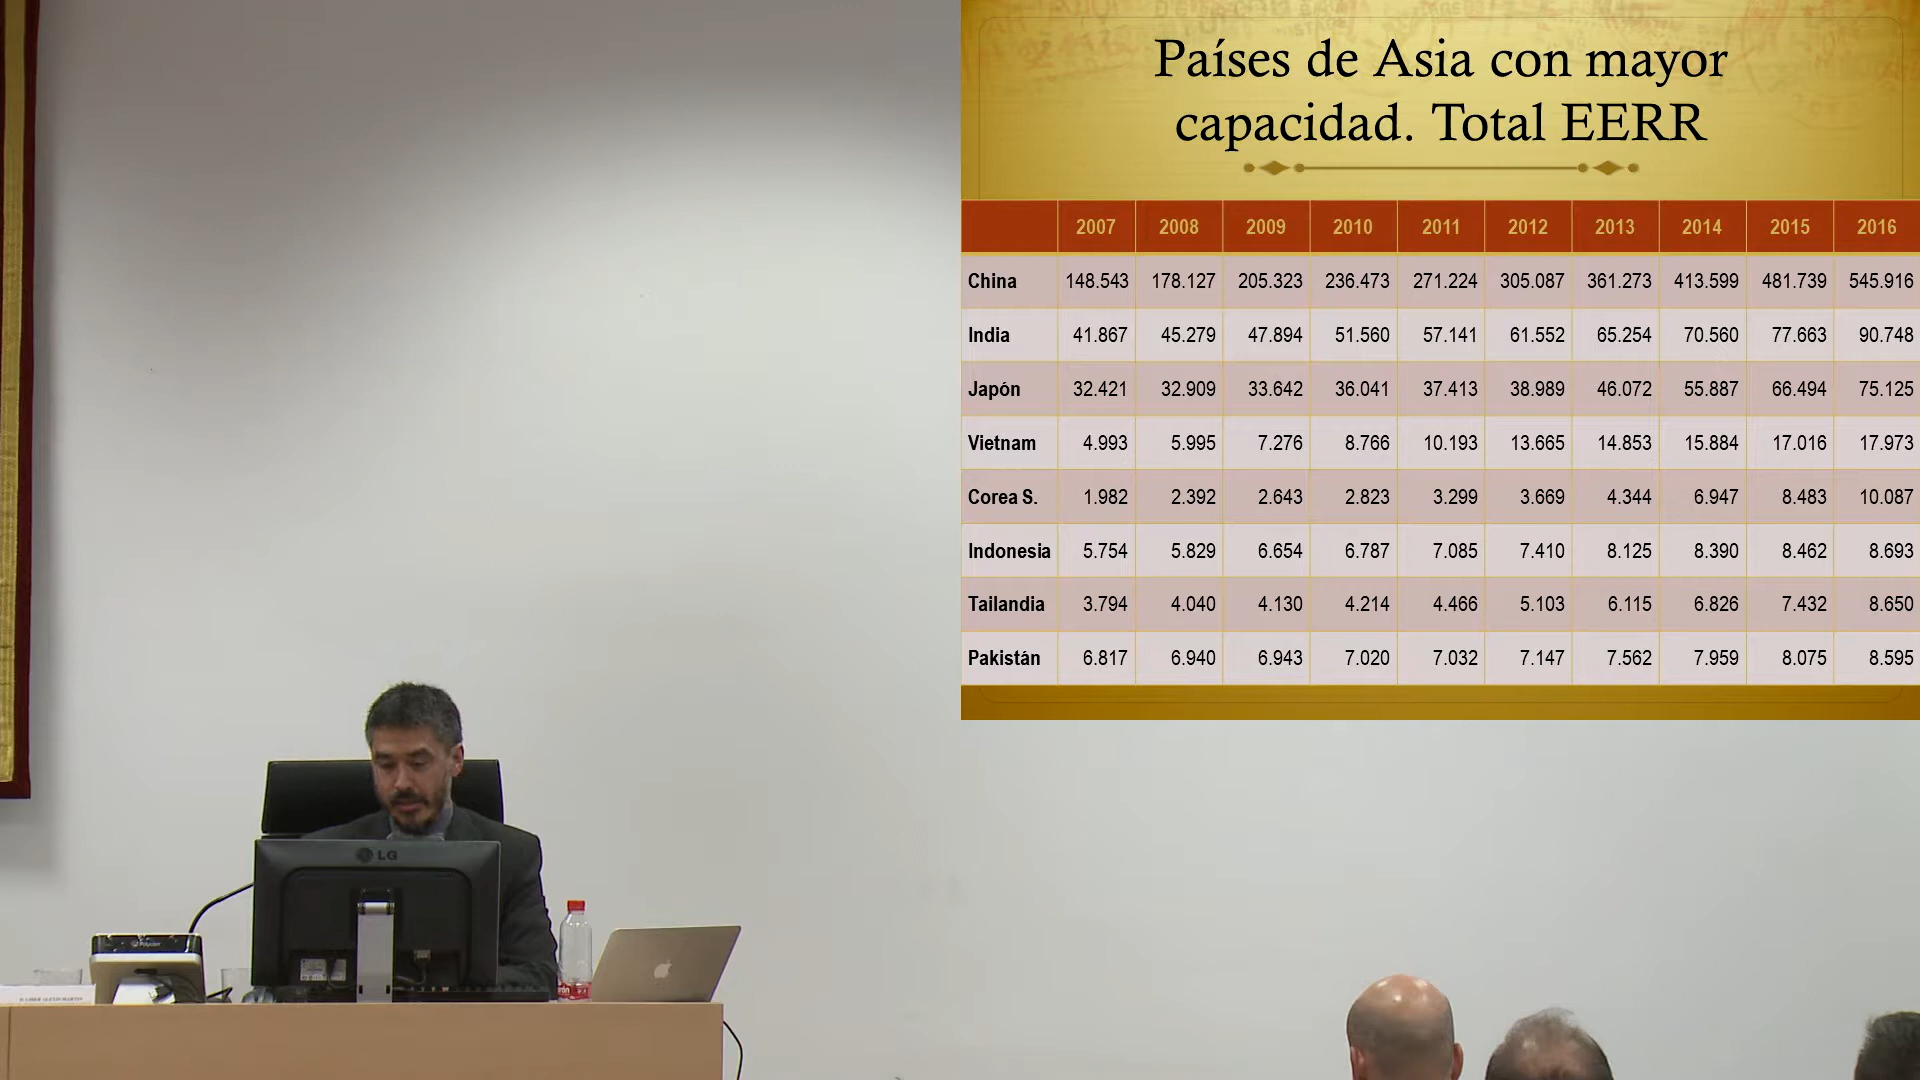 Países de Asia con mayor
capacidad. Total EERR
2007 2008 2009 2010 2011 2012 2013 2014 2015 2016
China 148.543 178.127 205.323 236.473 271.224 305.087 361.273 413.599 481.739 545.916
India 41.867 45.279 47.894 51.560 57.141 61.552 65.254 70.560 77.663 90.748
Japón 32.421 32.909 33.642 36.041 37.413 38.989 46.072 55.887 66.494 75.125
Vietnam 4.993 5.995 7.276 8.766 10.193 13.665 14.853 15.884 17.016 17.973
Corea S. 1.982 2.392 2.643 2.823 3.299 3.669 4.344 6.947 8.483 10.087
Indonesia 5.754 5.829 6.654 6.787 7.085 7.410 8.125 8.390 8.462 8.693
Tailandia 3.794 4.040 4.130 4.214 4.466 5.103 6.115 6.826 7.432 8.650
Pakistán 6.817 6.940 6.943 7.020 7.032 7.147 7.562 7.959 8.075 8.595
LG
Polycom